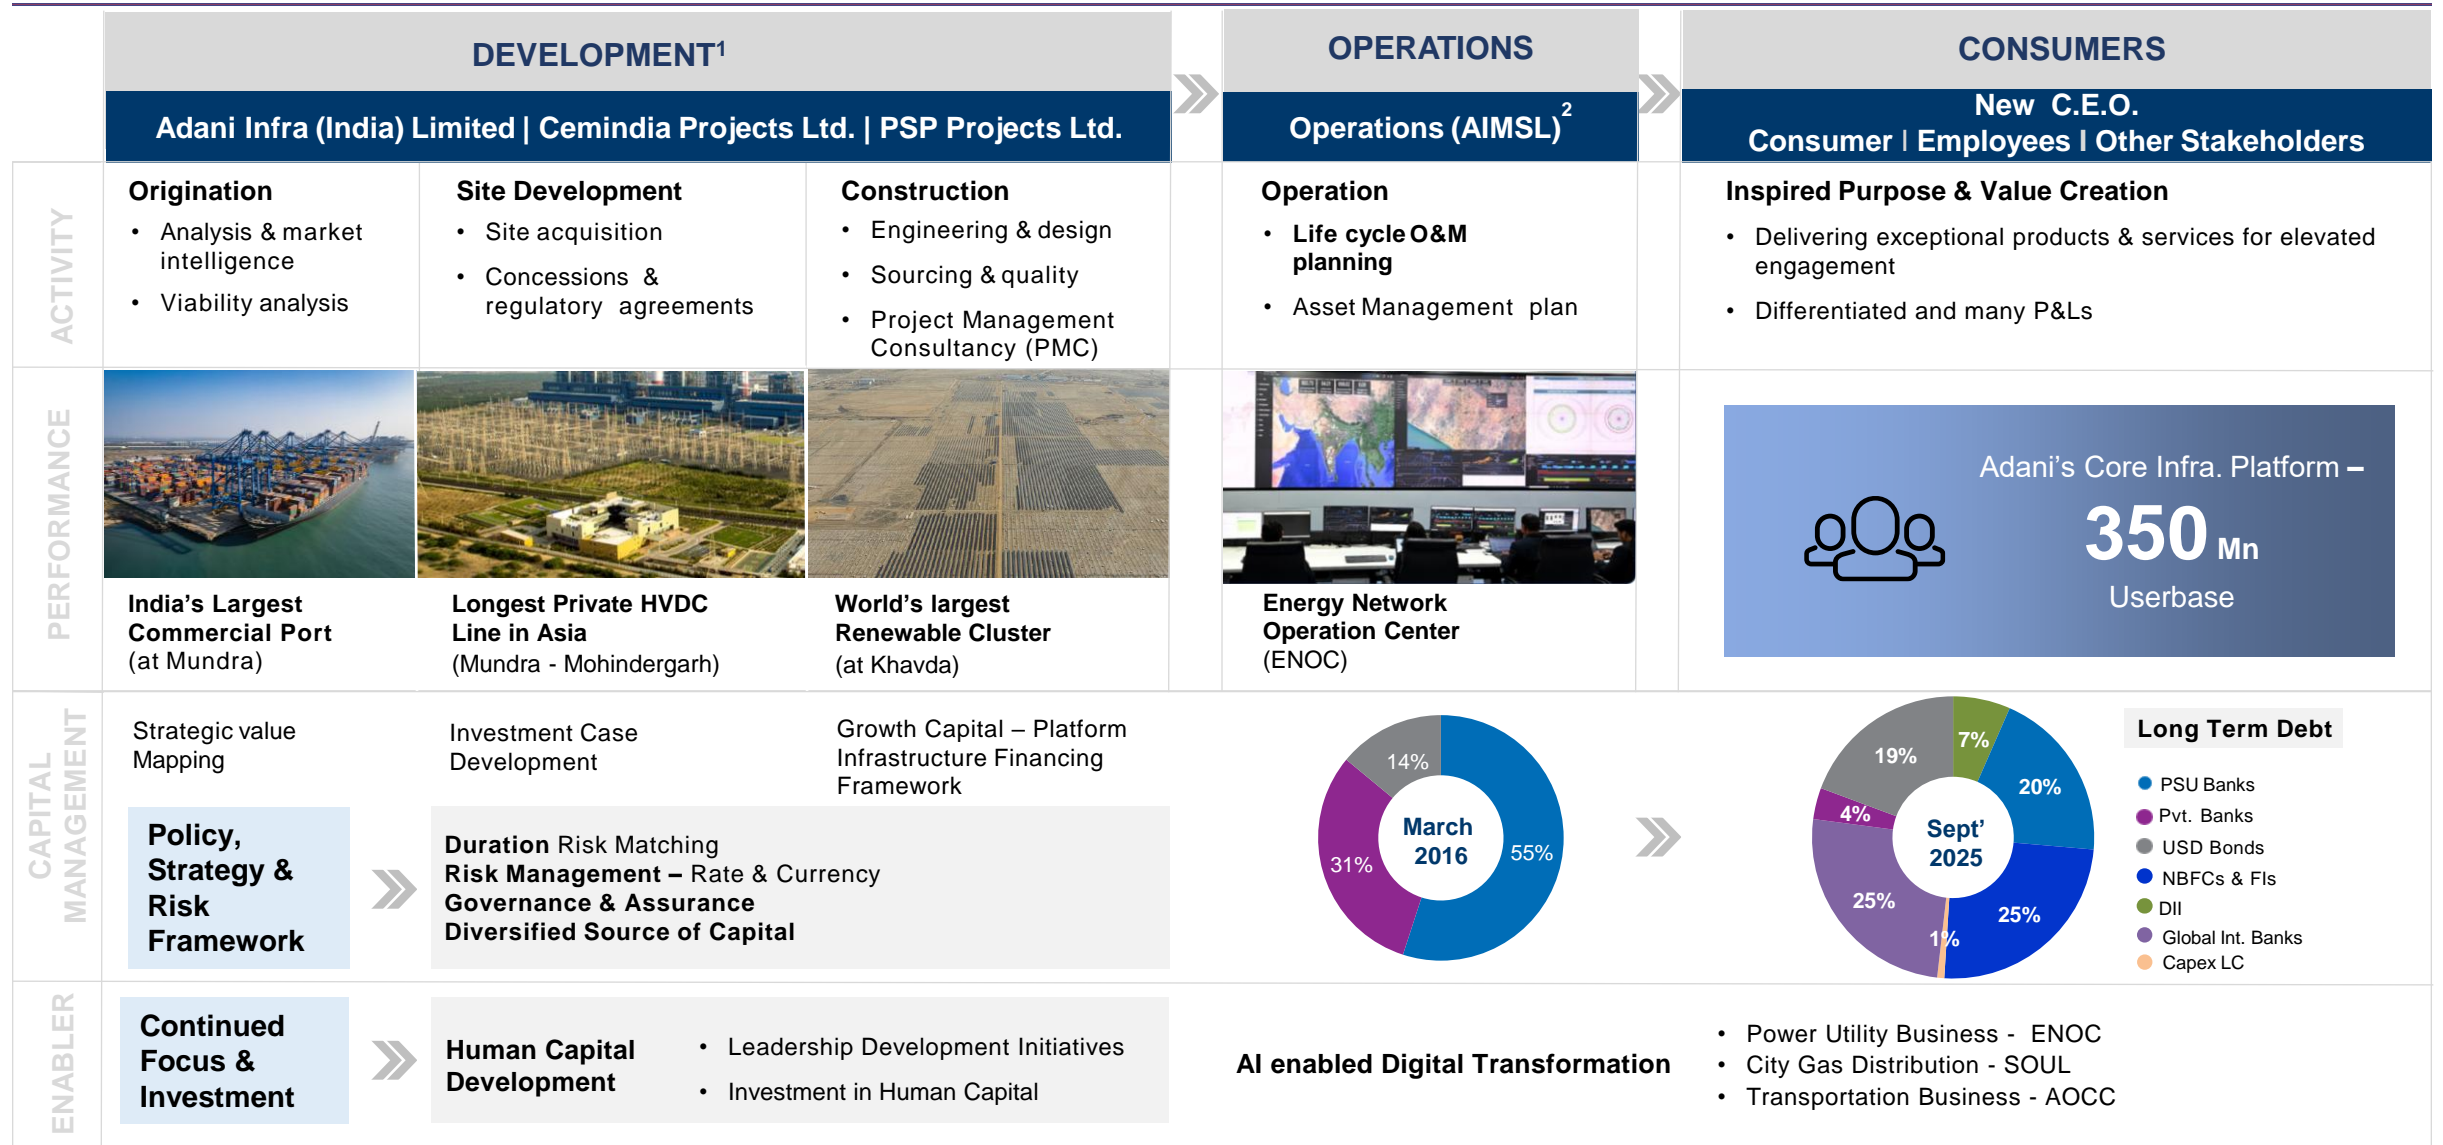 DEVELOPMENT1
OPERATIONS
CONSUMERS
Adani Infra (India) Limited | Cemindia Projects Ltd. | PSP Projects Ltd.
Operations (AIMSL)2
New C.E.O.
Consumer I Employees I Other Stakeholders
ACTIVITY
Origination
• Analysis & market
intelligence
• Viability analysis
Site Development
• Site acquisition
• Concessions &
regulatory agreements
Construction
• Engineering & design
• Sourcing & quality
• Project Management
Consultancy (PMC)
Operation
• Life cycle O&M
planning
• Asset Management plan
Inspired Purpose & Value Creation
• Delivering exceptional products & services for elevated
engagement
• Differentiated and many P&Ls
PERFORMANCE
India's Largest
Commercial Port
(at Mundra)
Longest Private HVDC
Line in Asia
(Mundra - Mohindergarh)
World's largest
Renewable Cluster
(at Khavda)
Energy Network
Operation Center
(ENOC)
Adani's Core Infra. Platform –
350 Mn
Userbase
CAPITAL
MANAGEMENT
Strategic value
Mapping
Investment Case
Development
Growth Capital – Platform
Infrastructure Financing
Framework
Policy,
Strategy &
Risk
Framework
Duration Risk Matching
Risk Management – Rate & Currency
Governance & Assurance
Diversified Source of Capital
14%
31%
55%
March
2016
7%
19%
20%
4%
25%
25%
1%
Sept'
2025
Long Term Debt
PSU Banks
Pvt. Banks
USD Bonds
NBFCs & FIs
DII
Global Int. Banks
Capex LC
ENABLER
Continued
Focus &
Investment
Human Capital
Development
• Leadership Development Initiatives
• Investment in Human Capital
AI enabled Digital Transformation
• Power Utility Business - ENOC
• City Gas Distribution - SOUL
• Transportation Business - AOCC